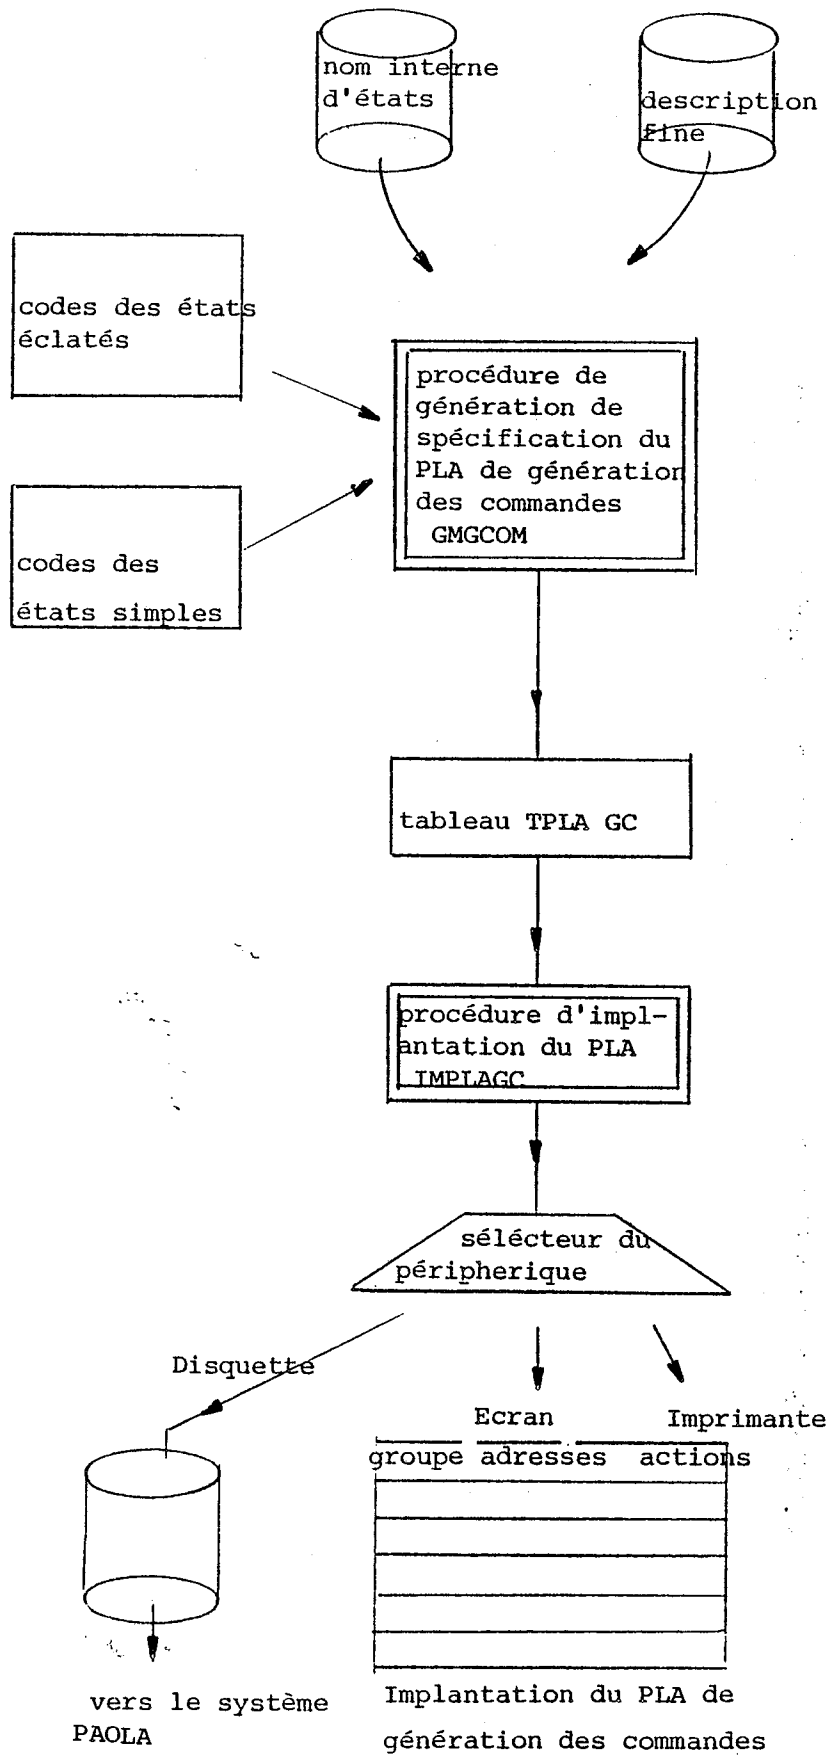 nom interne
d'états
description
fine
codes des états
éclatés
procédure de
génération de
spécification du
PLA de génération
des commandes
GMGCOM
codes des
états simples
tableau TPLA GC
procédure d'impl-
antation du PLA
IMPLAGC
sélécteur du
péripherique
Disquette
Ecran
Imprimante
groupe adresses actions
vers le système
PAOLA
Implantation du PLA de
génération des commandes